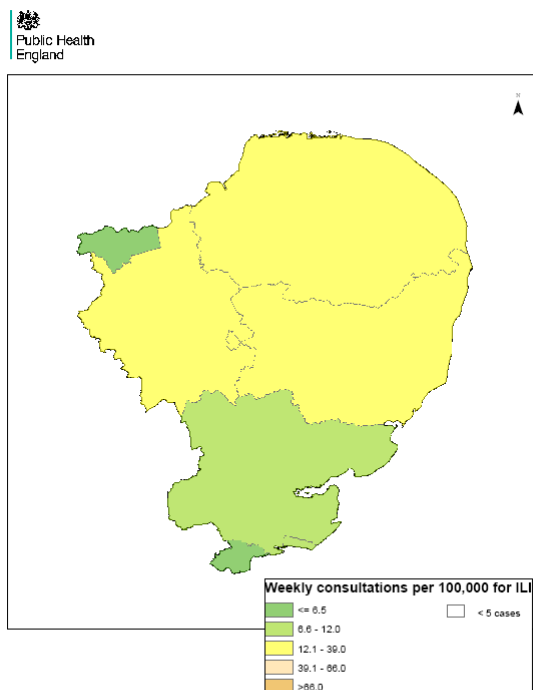 Public Health
England
N
Weekly consultations per 100,000 for ILI
<= 6.5
< 5 cases
6.6 - 12.0
12.1 - 39.0
39.1 - 66.0
>66.0